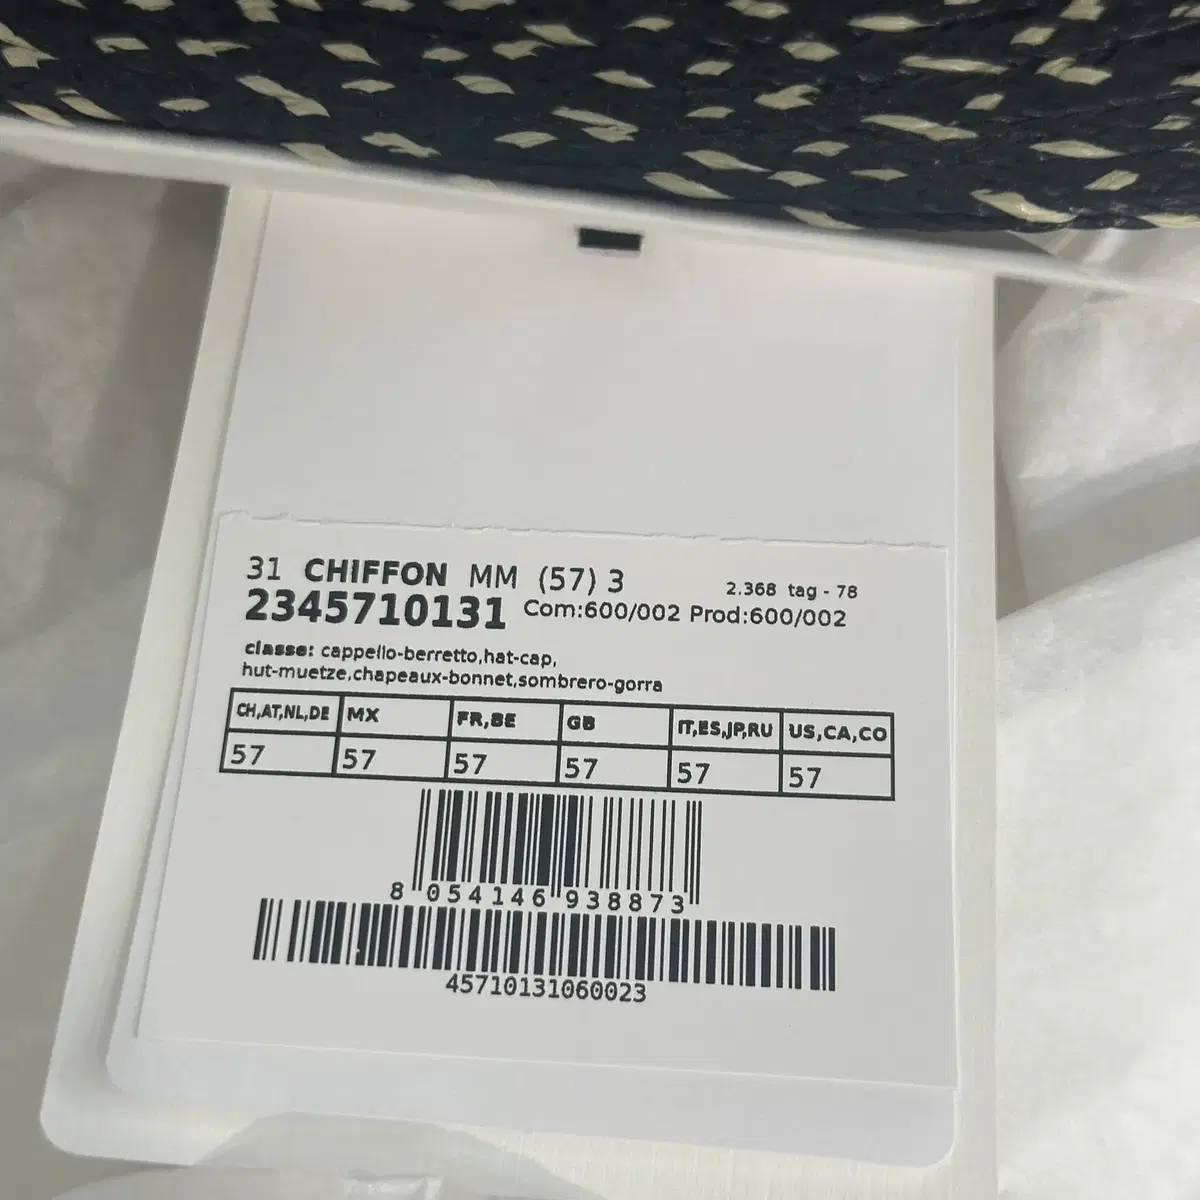 31 CHIFFON MM (57) 3
2.368 tag - 78
2345710131 Com:600/002 Prod:600/002
classe: cappello-berretto,hat-cap,
hut-muetze,chapeaux-bonnet,sombrero-gorra
CH,AT,NL,DE MX FR,BE GB IT,ES,JP,RU US,CA,CO
57 57 57 57 57 57
8 054146 938873
45710131060023